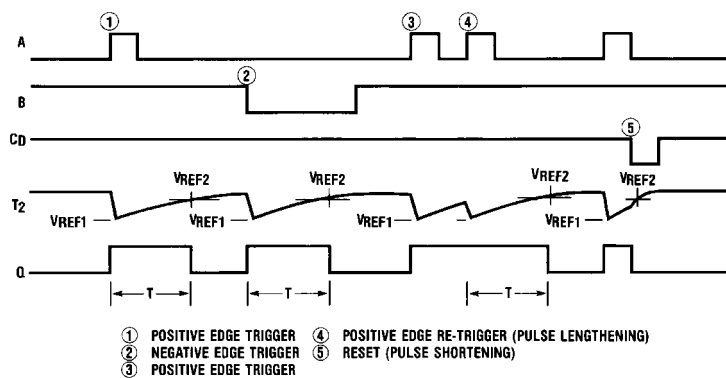 ① ③ ④
A
②
B
⑤
CD
VREF2 VREF2 VREF2 VREF2
T2
VREF1 VREF1 VREF1 VREF1
Q
T T T
① POSITIVE EDGE TRIGGER ④ POSITIVE EDGE RE-TRIGGER (PULSE LENGTHENING)
② NEGATIVE EDGE TRIGGER ⑤ RESET (PULSE SHORTENING)
③ POSITIVE EDGE TRIGGER